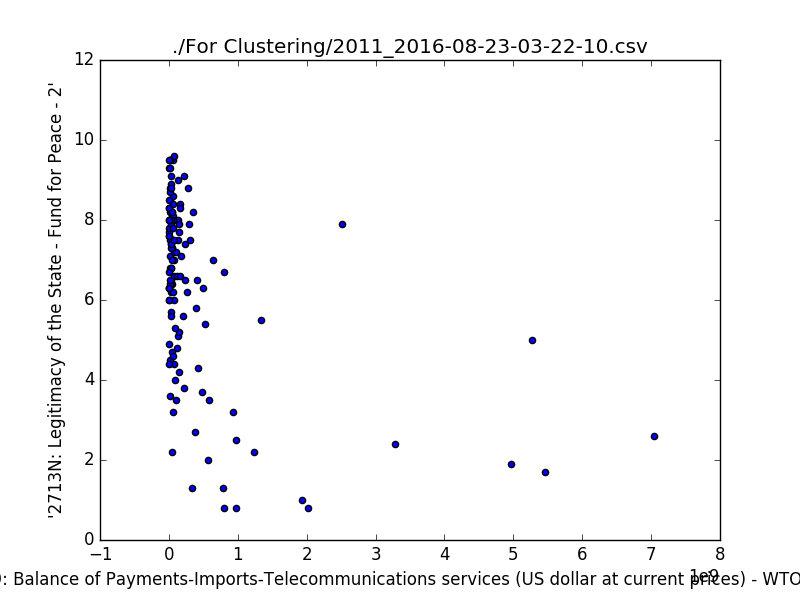 ./For Clustering/2011_2016-08-23-03-22-10.csv
'2713N: Legitimacy of the State - Fund for Peace - 2'
12
10
8
6
4
2
0
−1 0 1 2 3 4 5 6 7 8
1e9
: Balance of Payments-Imports-Telecommunications services (US dollar at current prices) - WTO